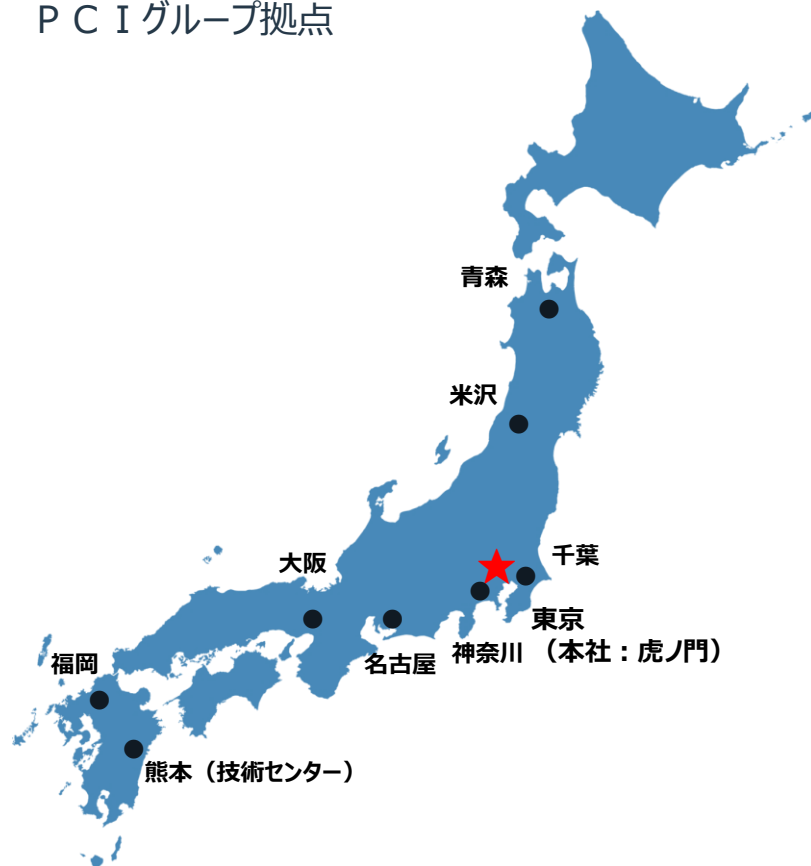 ＰＣＩグループ拠点
青森
米沢
千葉
大阪
東京
神奈川 （本社：虎ノ門）
名古屋
福岡
熊本（技術センター）